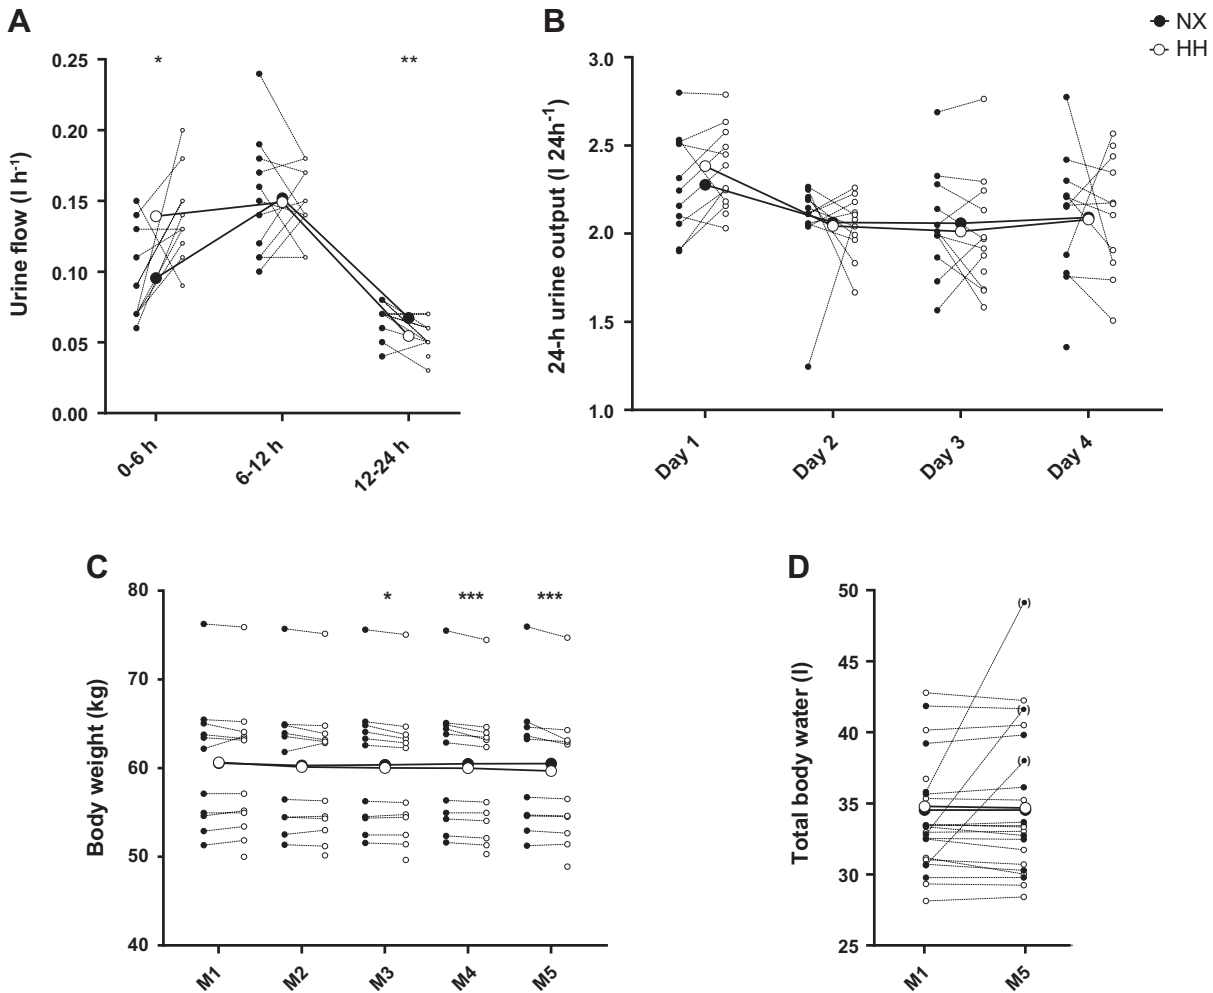 A
B
NX
HH
Urine flow (l h-1)
0.25
0.20
0.15
0.10
0.05
0.00
*
**
0-6 h
6-12 h
12-24 h
24-h urine output (l 24h-1)
3.0
2.5
2.0
1.5
1.0
Day 1
Day 2
Day 3
Day 4
C
D
Body weight (kg)
80
70
60
50
40
*
***
***
M1
M2
M3
M4
M5
Total body water (l)
50
45
40
35
30
25
(•)
(•)
(•)
M1
M5